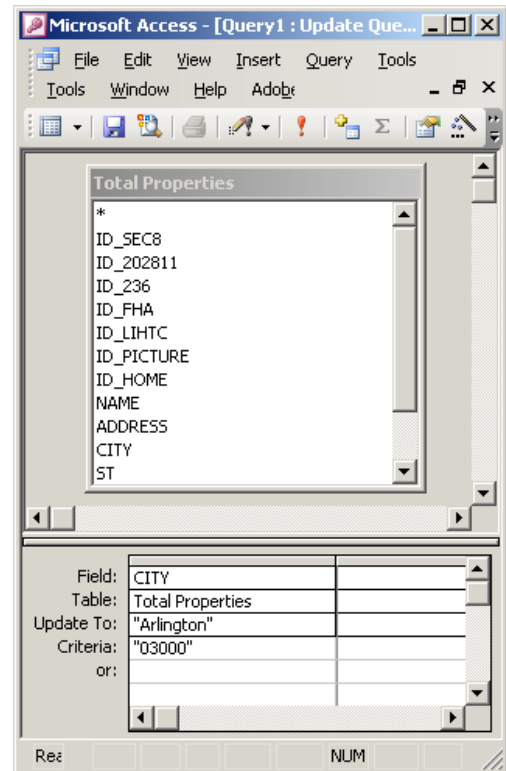 Microsoft Access - [Query1 : Update Que...
File Edit View Insert Query Tools
Tools Window Help Adobe
Total Properties
*
ID_SEC8
ID_202811
ID_236
ID_FHA
ID_LIHTC
ID_PICTURE
ID_HOME
NAME
ADDRESS
CITY
ST
Field: CITY
Table: Total Properties
Update To: "Arlington"
Criteria: "03000"
or:
Rea NUM